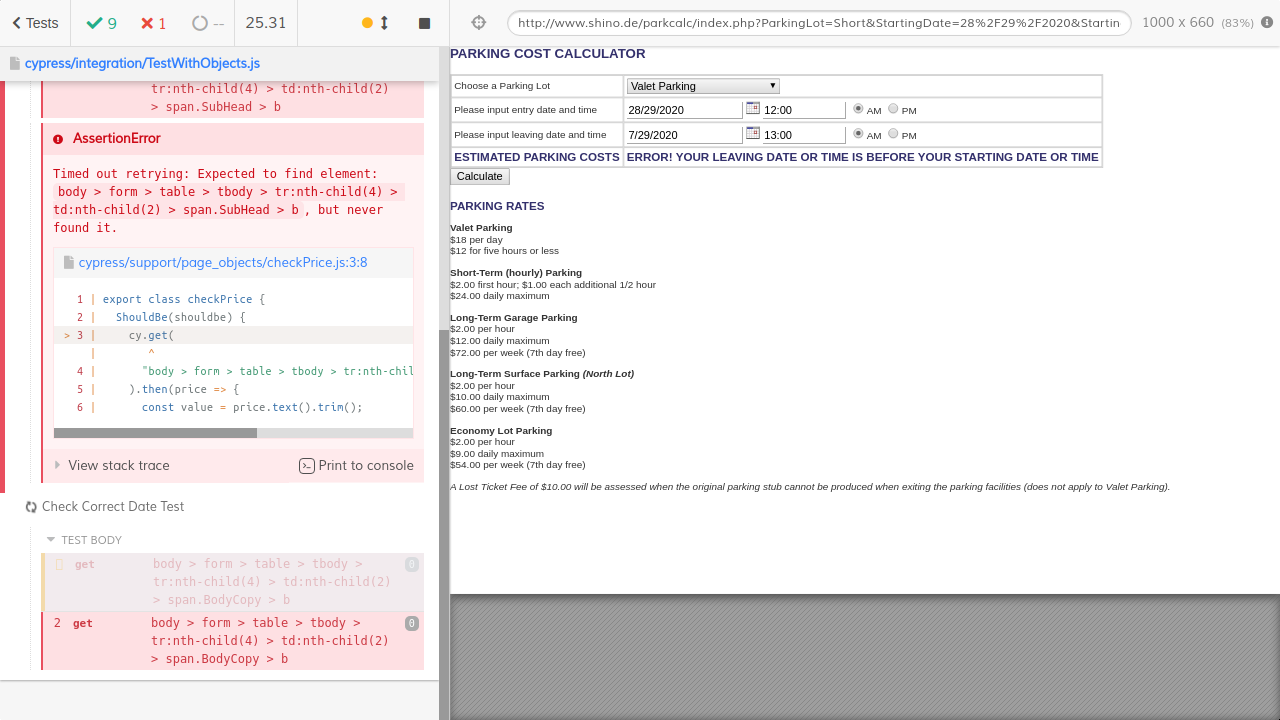 Tests 9 1 -- 25.31
http://www.shino.de/parkcalc/index.php?ParkingLot=Short&StartingDate=28%2F29%2F2020&Startin 1000 x 660 (83%)
cypress/integration/TestWithObjects.js
tr:nth-child(4) > td:nth-child(2)
> span.SubHead > b
AssertionError
Timed out retrying: Expected to find element:
body > form > table > tbody > tr:nth-child(4) >
td:nth-child(2) > span.SubHead > b , but never
found it.
cypress/support/page_objects/checkPrice.js:3:8
1 | export class checkPrice {
2 | ShouldBe(shouldbe) {
> 3 | cy.get(
| ^
4 | "body > form > table > tbody > tr:nth-chil
5 | ).then(price => {
6 | const value = price.text().trim();
View stack trace Print to console
Check Correct Date Test
TEST BODY
get body > form > table > tbody > 0
tr:nth-child(4) > td:nth-child(2)
> span.BodyCopy > b
2 get body > form > table > tbody > 0
tr:nth-child(4) > td:nth-child(2)
> span.BodyCopy > b
PARKING COST CALCULATOR
Choose a Parking Lot Valet Parking
Please input entry date and time 28/29/2020 12:00 AM PM
Please input leaving date and time 7/29/2020 13:00 AM PM
ESTIMATED PARKING COSTS ERROR! YOUR LEAVING DATE OR TIME IS BEFORE YOUR STARTING DATE OR TIME
Calculate
PARKING RATES
Valet Parking
$18 per day
$12 for five hours or less
Short-Term (hourly) Parking
$2.00 first hour; $1.00 each additional 1/2 hour
$24.00 daily maximum
Long-Term Garage Parking
$2.00 per hour
$12.00 daily maximum
$72.00 per week (7th day free)
Long-Term Surface Parking (North Lot)
$2.00 per hour
$10.00 daily maximum
$60.00 per week (7th day free)
Economy Lot Parking
$2.00 per hour
$9.00 daily maximum
$54.00 per week (7th day free)
A Lost Ticket Fee of $10.00 will be assessed when the original parking stub cannot be produced when exiting the parking facilities (does not apply to Valet Parking).